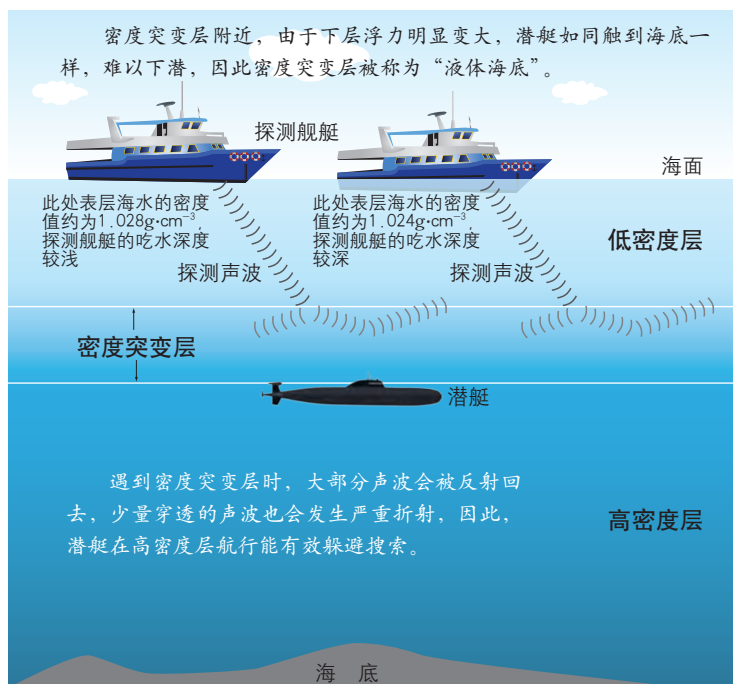 密度突变层附近，由于下层浮力明显变大，潜艇如同触到海底一
样，难以下潜，因此密度突变层被称为“液体海底”。
探测舰艇
海面
此处表层海水的密度
值约为1.028g·cm⁻³，
探测舰艇的吃水深度
较浅
此处表层海水的密度
值约为1.024g·cm⁻³，
探测舰艇的吃水深度
较深
低密度层
探测声波
探测声波
密度突变层
潜艇
遇到密度突变层时，大部分声波会被反射回
去，少量穿透的声波也会发生严重折射，因此，
潜艇在高密度层航行能有效躲避搜索。
高密度层
海 底